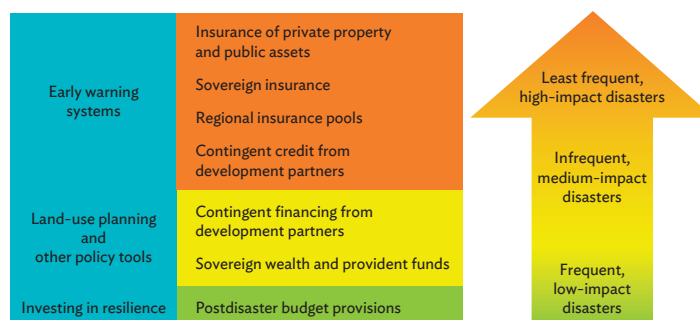 Early warning
systems
Land-use planning
and
other policy tools
Investing in resilience
Insurance of private property
and public assets
Sovereign insurance
Regional insurance pools
Contingent credit from
development partners
Contingent financing from
development partners
Sovereign wealth and provident funds
Postdisaster budget provisions
Least frequent,
high-impact disasters
Infrequent,
medium-impact
disasters
Frequent,
low-impact
disasters